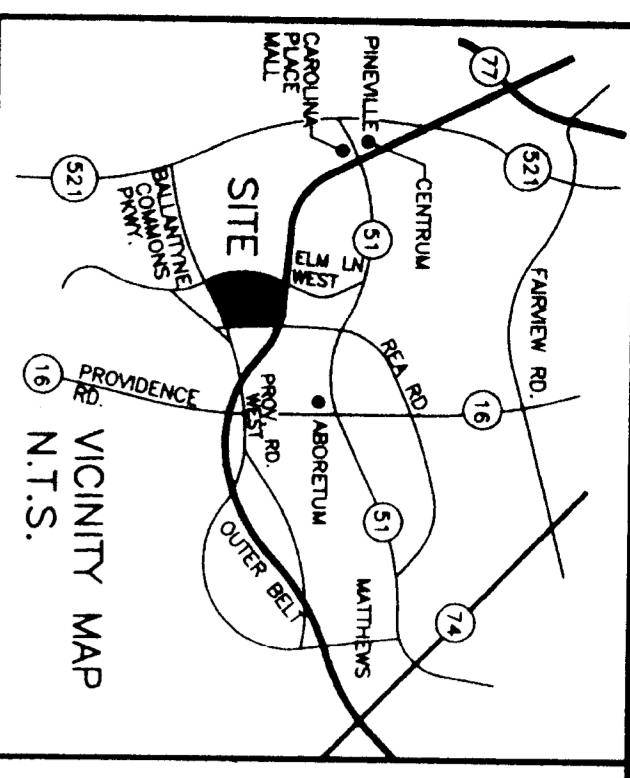 77
521
FAIRVIEW RD.
PINEVILLE
CENTRUM
CAROLINA
PLACE
MALL
51
ELM LN
WEST
REA RD
16
74
521
BALLANTYNE
COMMONS
PKWY.
SITE
ABORETUM
51
MATTHEWS
PROV. RD.
WEST
OUTER BELT
16
PROVIDENCE
RD.
VICINITY MAP
N.T.S.